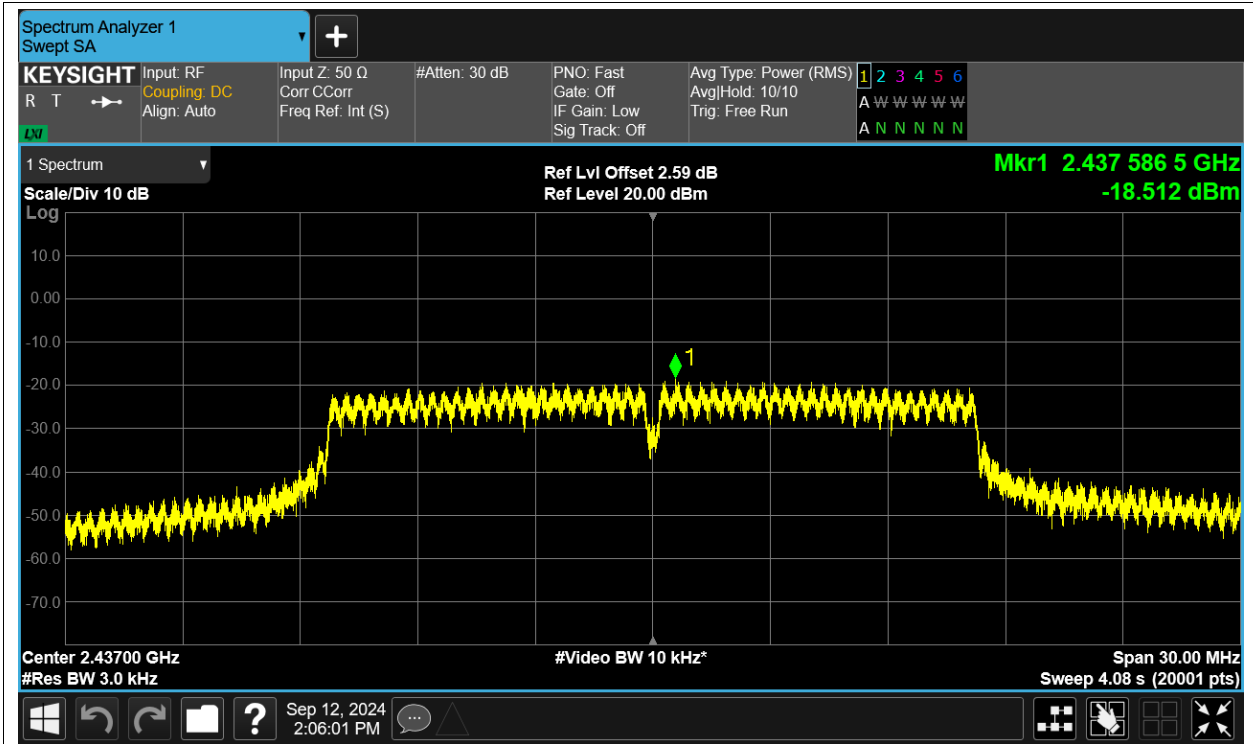 Spectrum Analyzer 1
Swept SA
KEYSIGHT
R T
LXI
Input: RF
Coupling: DC
Align: Auto
Input Z: 50 Ω
Corr CCorr
Freq Ref: Int (S)
#Atten: 30 dB
PNO: Fast
Gate: Off
IF Gain: Low
Sig Track: Off
Avg Type: Power (RMS)
Avg|Hold: 10/10
Trig: Free Run
1 2 3 4 5 6
A W W W W W
A N N N N N
1 Spectrum
Scale/Div 10 dB
Log
Ref Lvl Offset 2.59 dB
Ref Level 20.00 dBm
Mkr1 2.437 586 5 GHz
-18.512 dBm
10.0
0.00
-10.0
1
-20.0
-30.0
-40.0
-50.0
-60.0
-70.0
Center 2.43700 GHz
#Res BW 3.0 kHz
#Video BW 10 kHz*
Span 30.00 MHz
Sweep 4.08 s (20001 pts)
?
Sep 12, 2024
2:06:01 PM